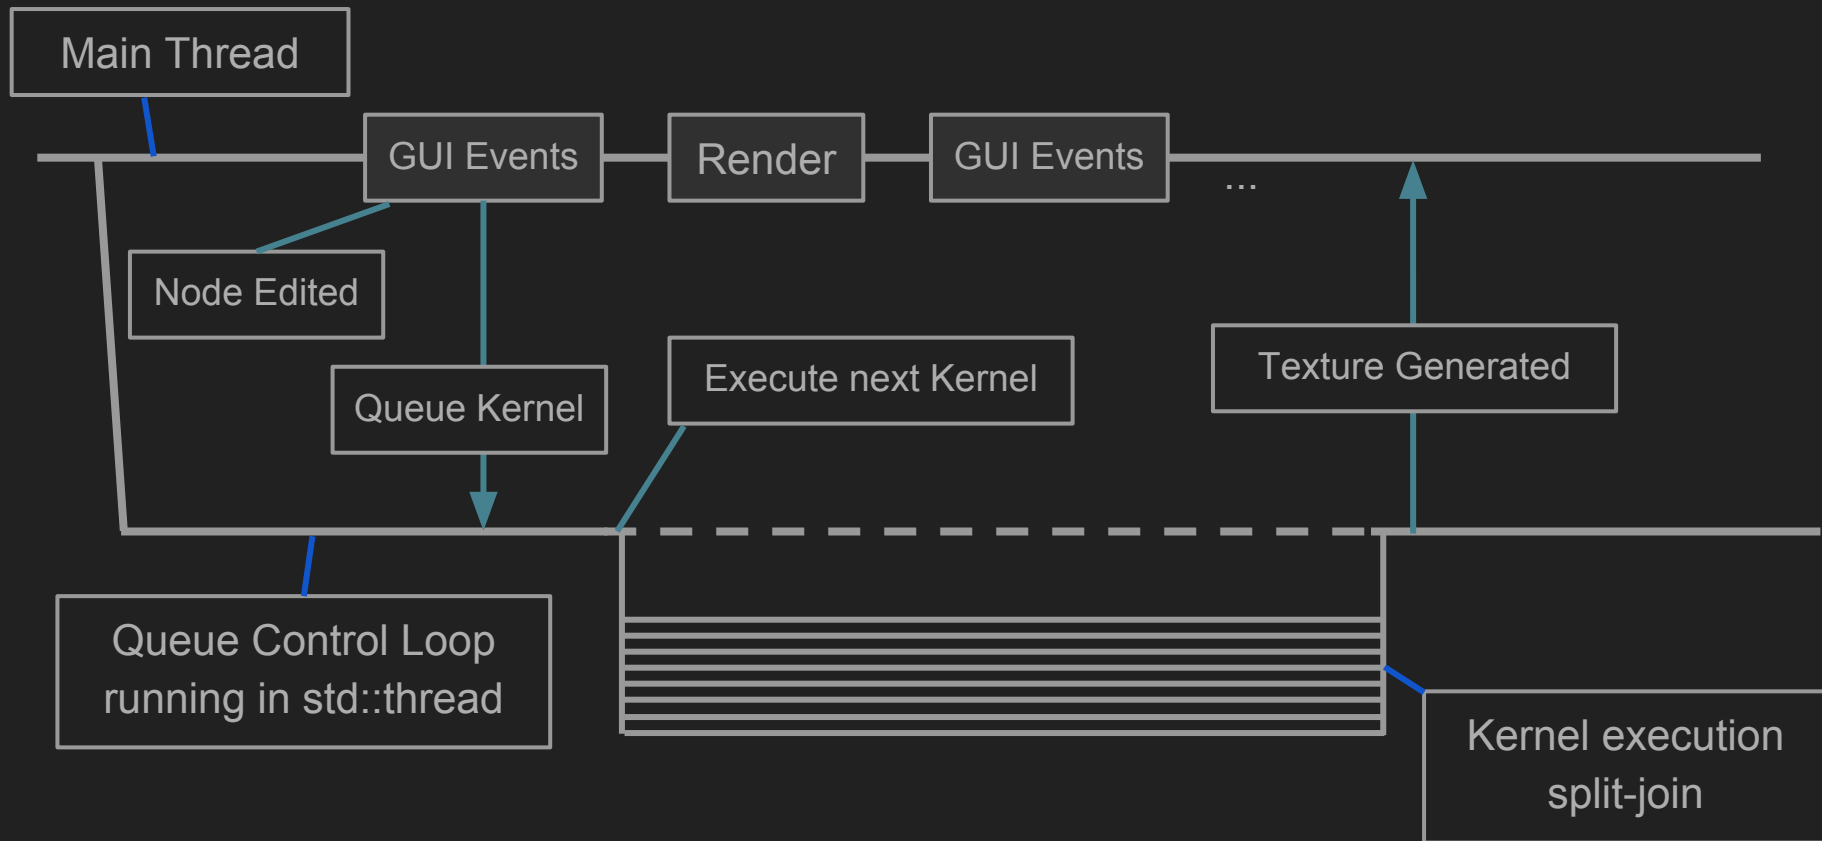 Main Thread
GUI Events
Render
GUI Events
...
Node Edited
Queue Kernel
Execute next Kernel
Texture Generated
Queue Control Loop
running in std::thread
Kernel execution
split-join